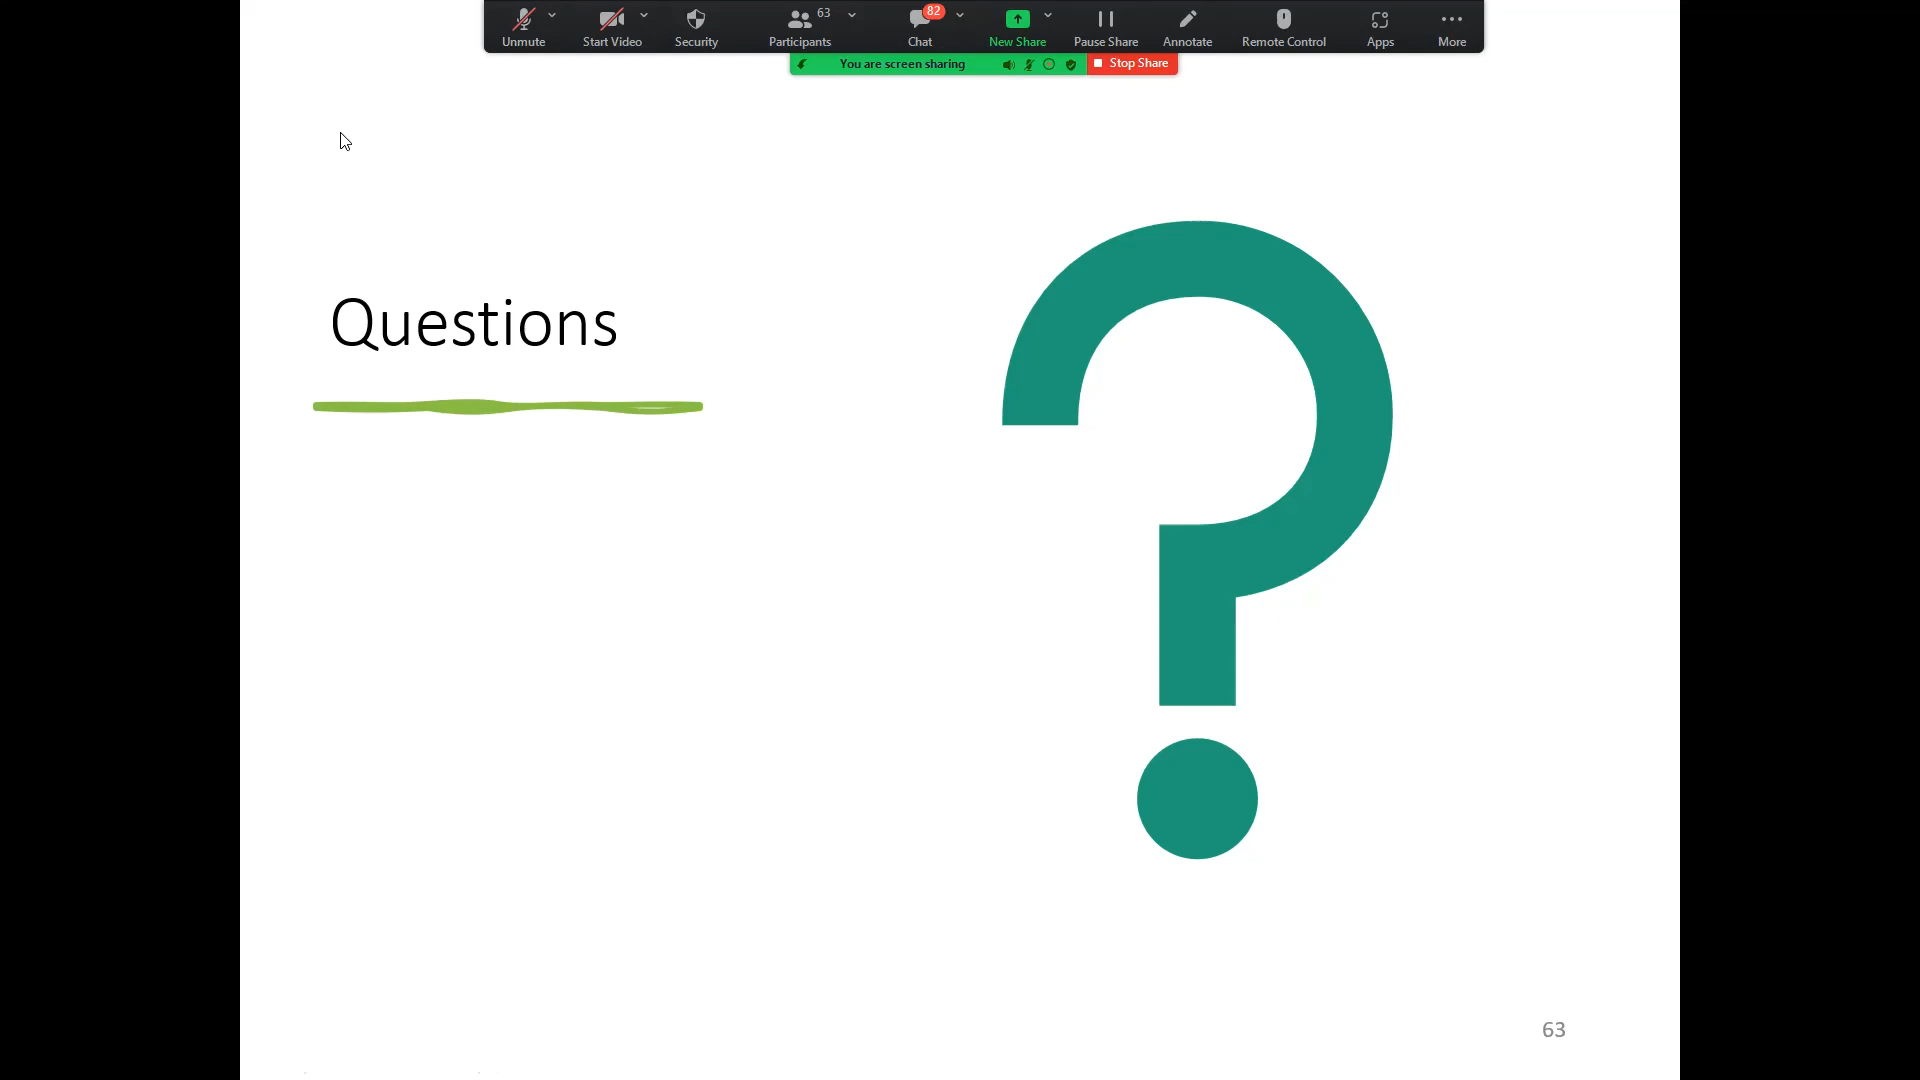 63
82
Unmute
Start Video
Security
Participants
Chat
New Share
Pause Share
Annotate
Remote Control
Apps
More
You are screen sharing
Stop Share
Questions
?
63